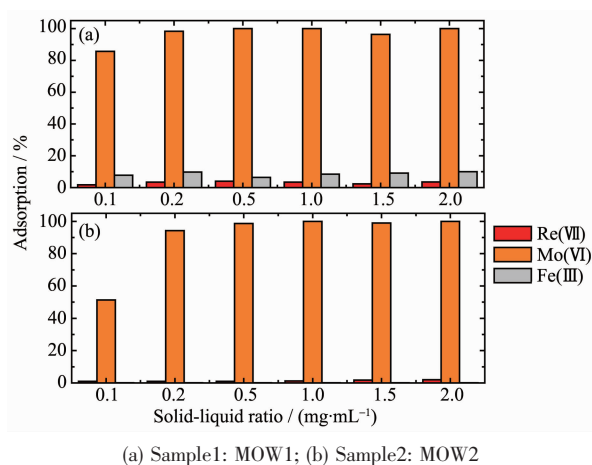 (a)
100
80
60
40
20
0
0.1 0.2 0.5 1.0 1.5 2.0
(b)
100
80
60
40
20
0
0.1 0.2 0.5 1.0 1.5 2.0
Adsorption / %
Solid-liquid ratio / (mg·mL⁻¹)
Re(Ⅶ)
Mo(Ⅵ)
Fe(Ⅲ)
(a) Sample1: MOW1; (b) Sample2: MOW2